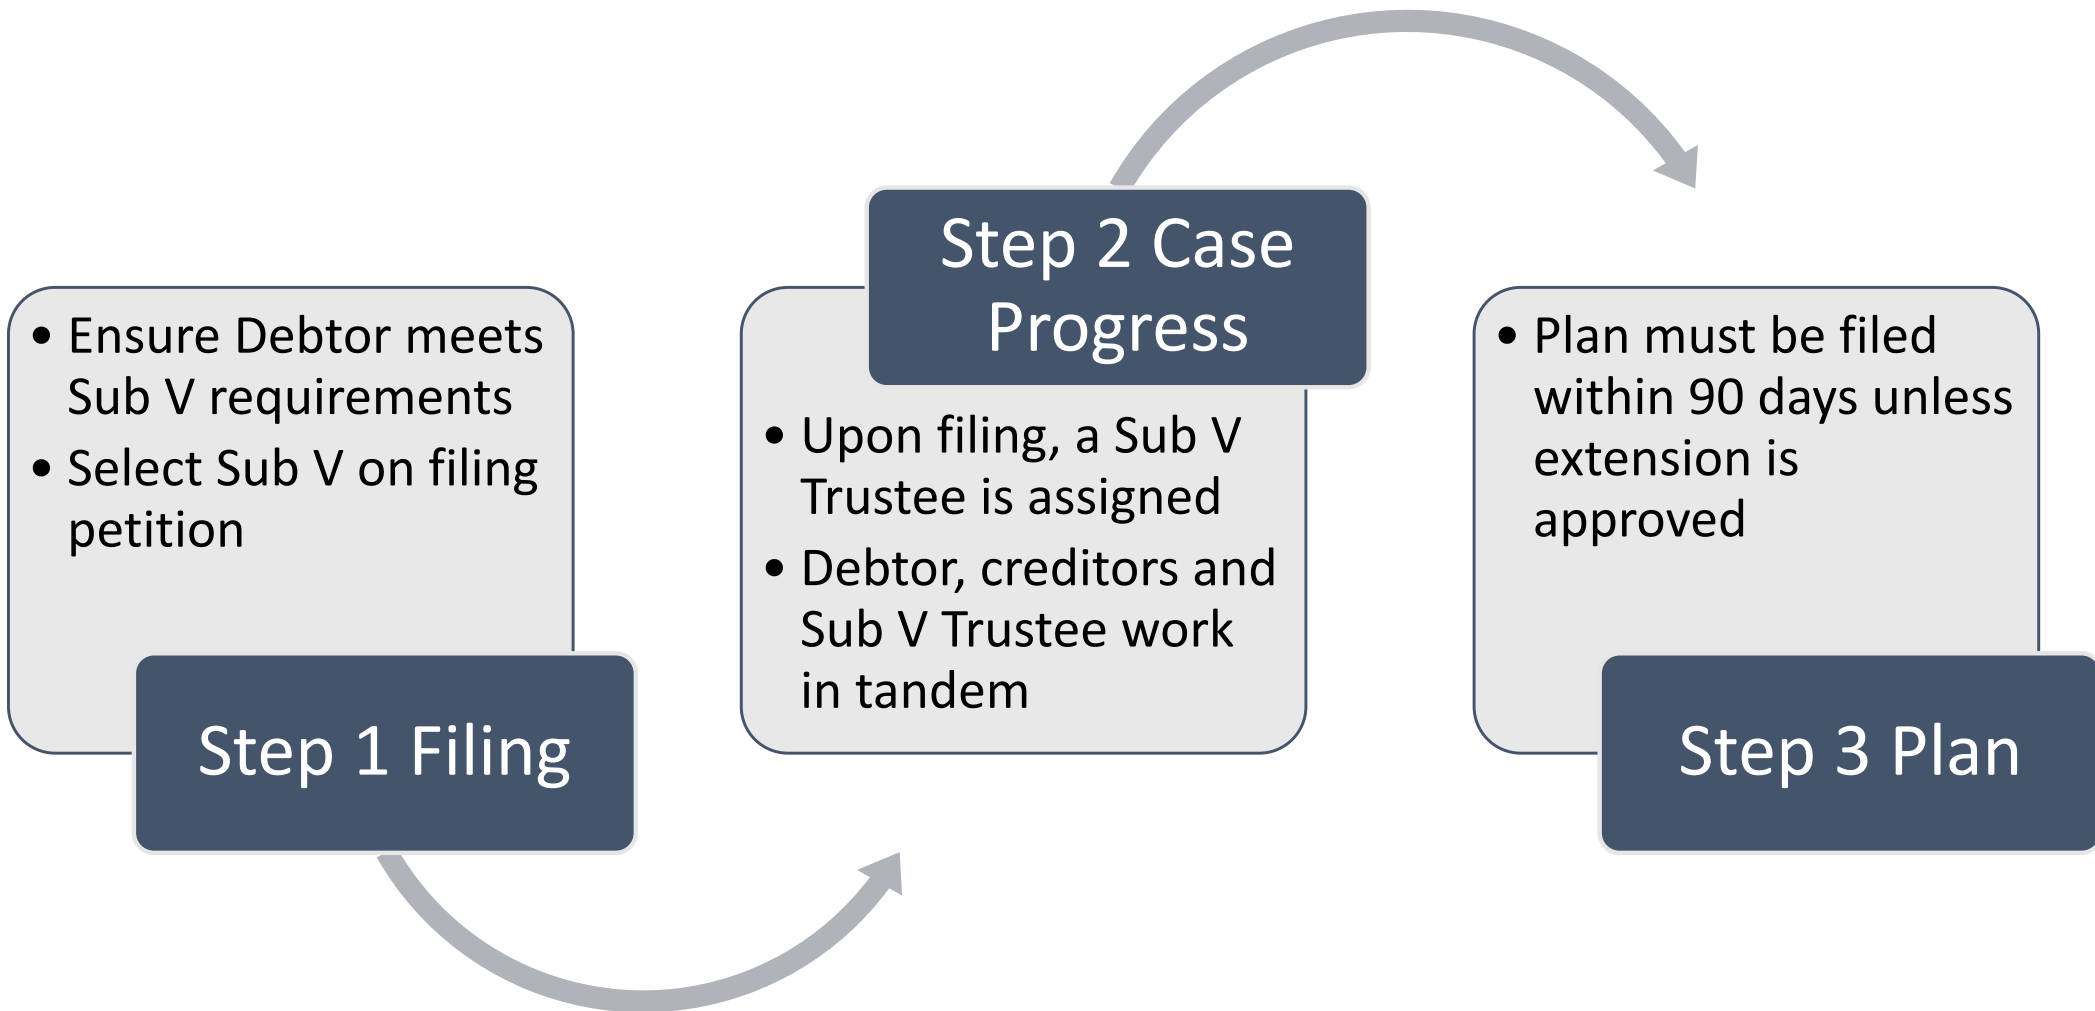 • Ensure Debtor meets
Sub V requirements
• Select Sub V on filing
petition
Step 1 Filing
Step 2 Case
Progress
• Upon filing, a Sub V
Trustee is assigned
• Debtor, creditors and
Sub V Trustee work
in tandem
• Plan must be filed
within 90 days unless
extension is
approved
Step 3 Plan